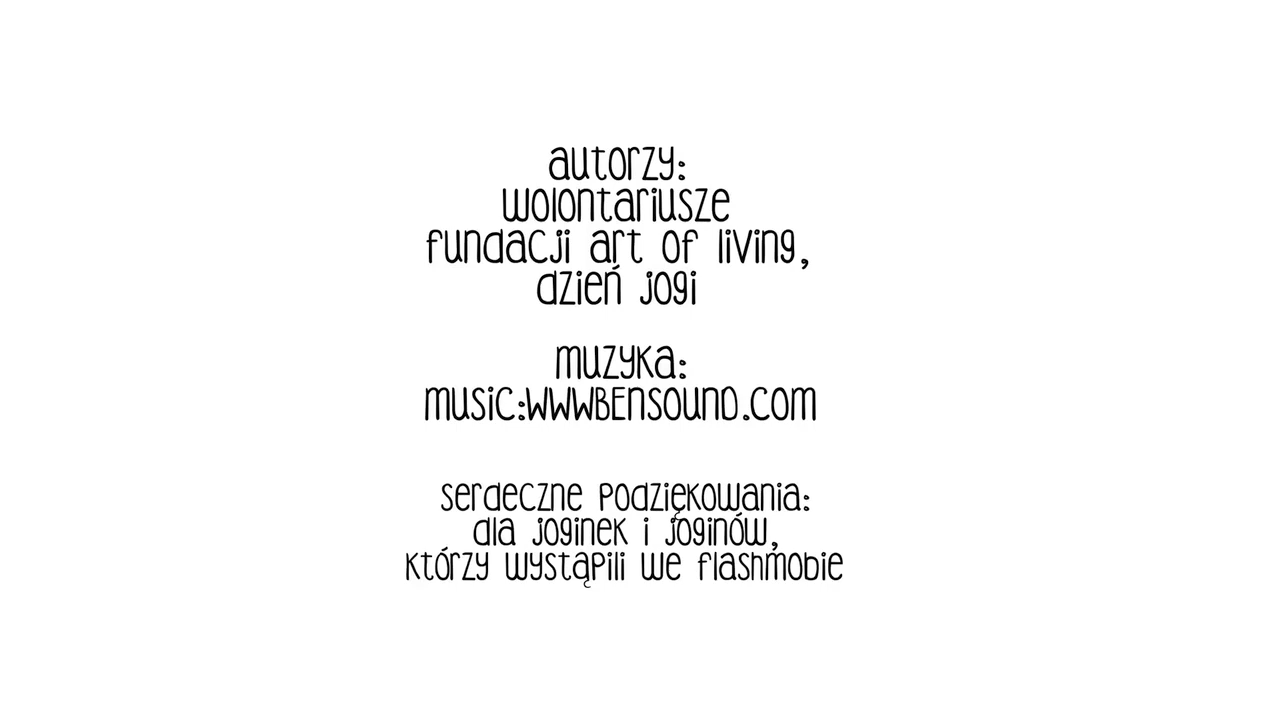 autorzy:
wolontariusze
fundacji art of living,
dzień jogi
muzyka:
music:WWWBENSOUND.COM
serdeczne podziękowania:
dla joginek i joginów,
którzy wystąpili we flashmobie